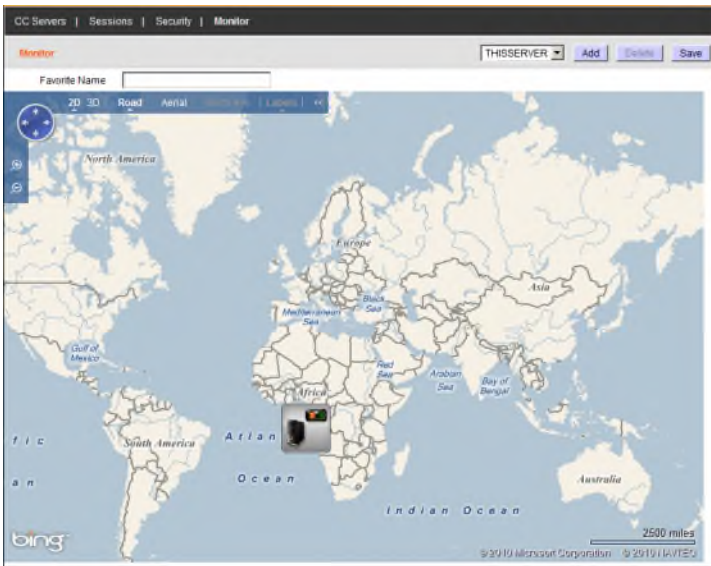 CC Servers | Sessions | Security | Monitor
Monitor
THISSERVER Add Delete Save
Favorite Name
2D 3D Road Aerial | Labels | <<
North America
Europe
Asia
Black Sea
Mediterranean Sea
Gulf of Mexico
Red Sea
Arabian Sea
Bay of Bengal
Africa
South America
Atlan
Ocean
f i c
a n
Australia
Indian Ocean
bing
2500 miles
© 2010 Microsoft Corporation © 2010 NAVTEQ